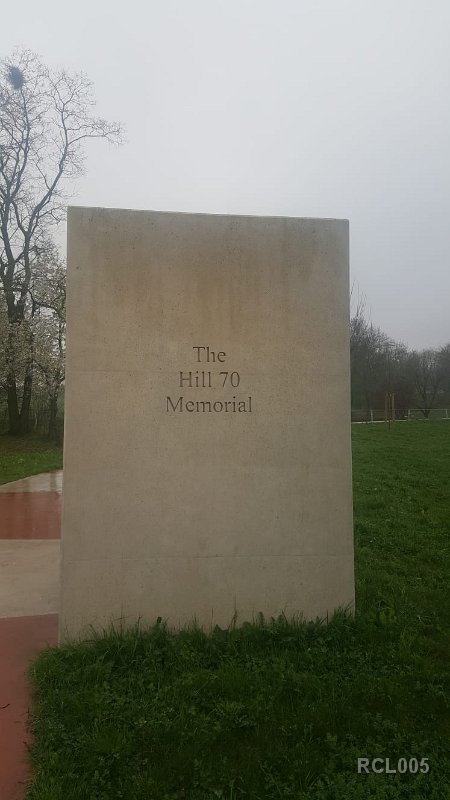 The
Hill 70
Memorial
RCL005